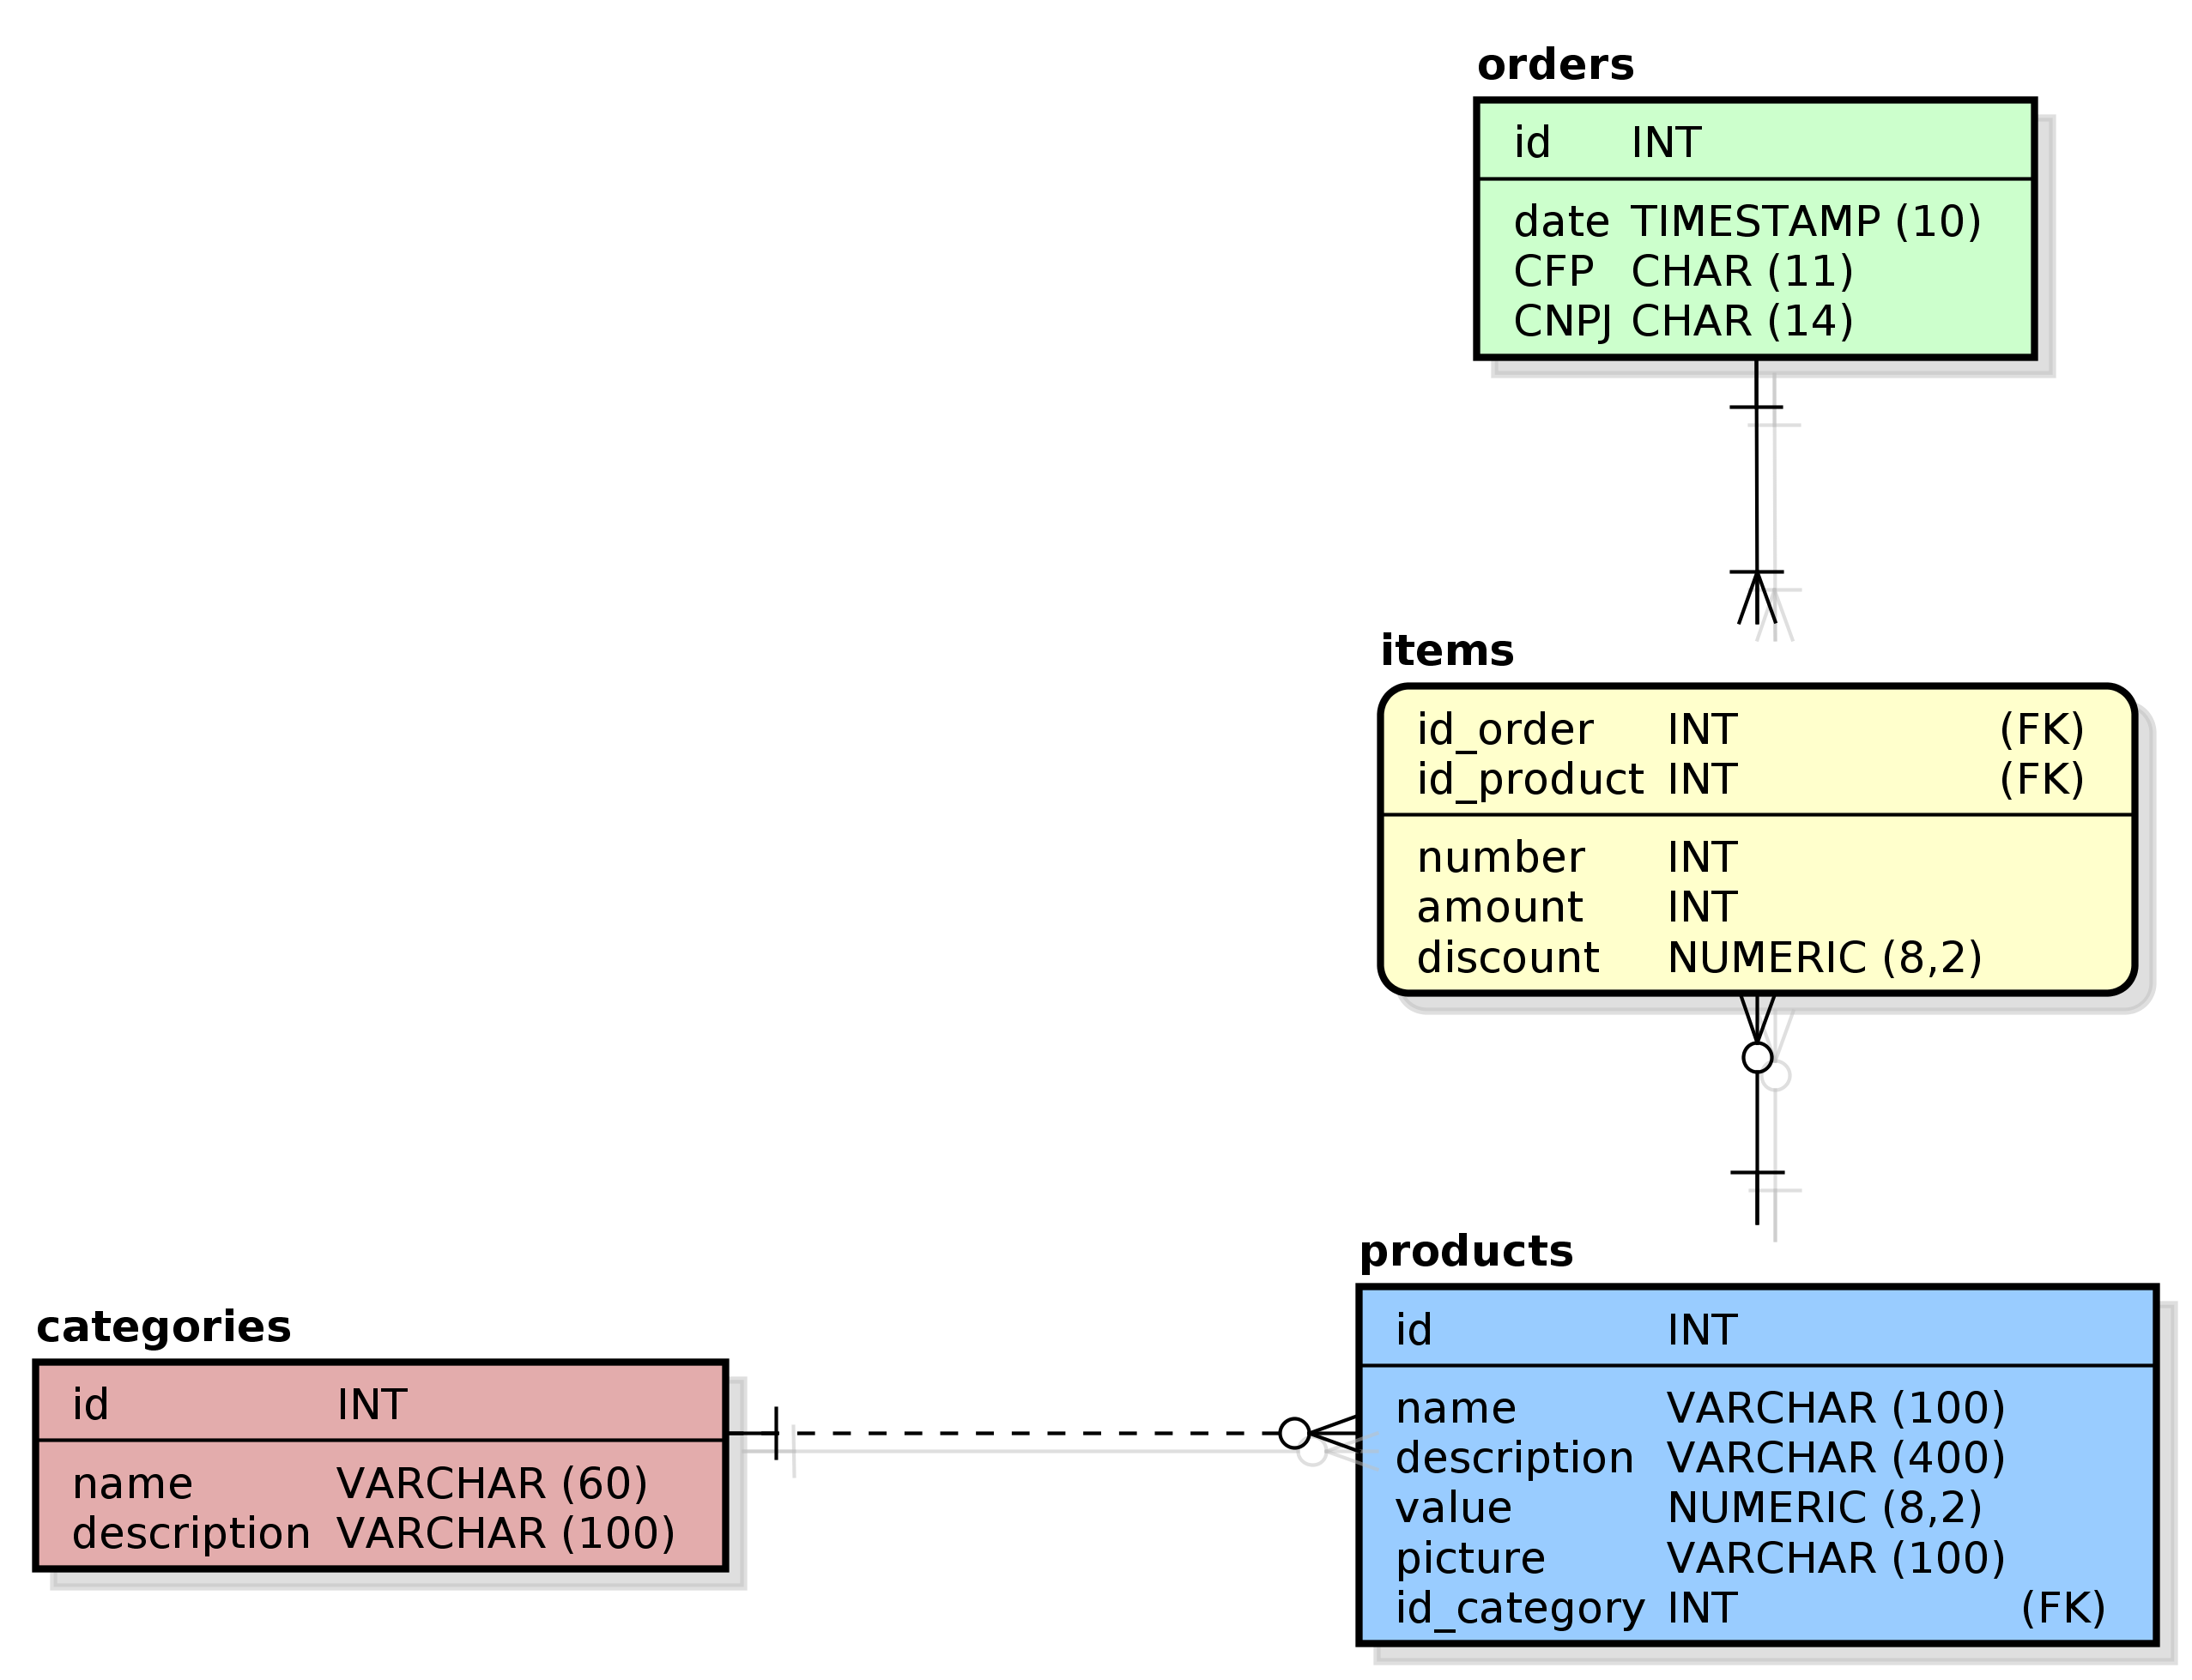 orders
id INT
date TIMESTAMP (10)
CFP CHAR (11)
CNPJ CHAR (14)
items
id_order INT (FK)
id_product INT (FK)
number INT
amount INT
discount NUMERIC (8,2)
products
id INT
name VARCHAR (100)
description VARCHAR (400)
value NUMERIC (8,2)
picture VARCHAR (100)
id_category INT (FK)
categories
id INT
name VARCHAR (60)
description VARCHAR (100)